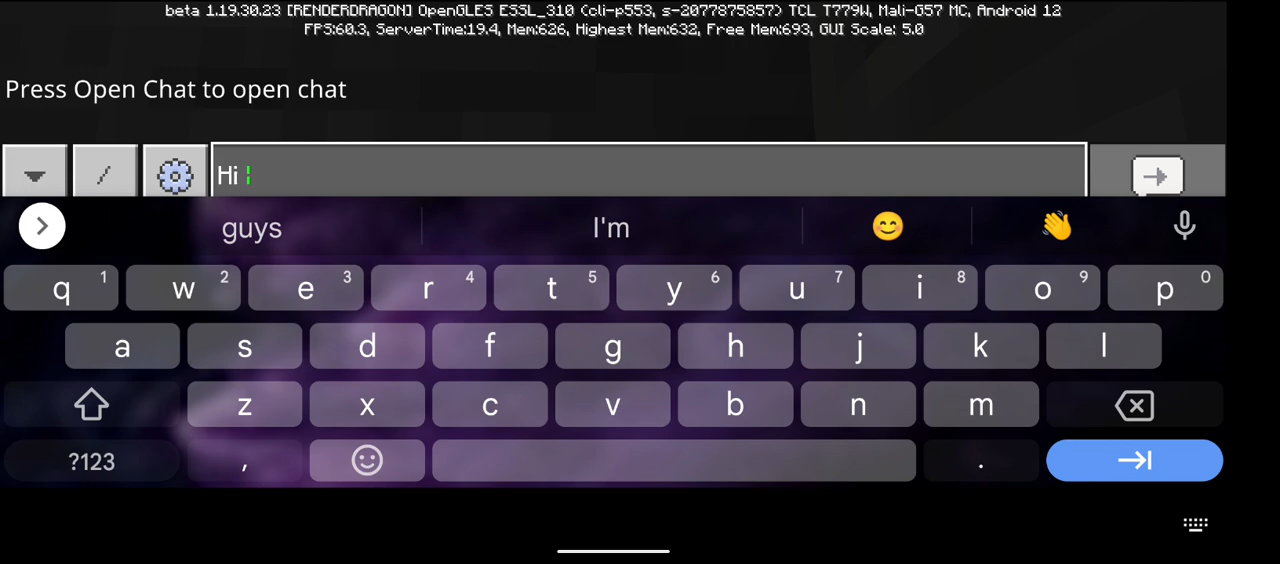 beta 1.19.30.23 [RENDERDRAGON] OpenGLES ESSL_310 (cli-p553, s-2077875857) TCL T779W, Mali-G57 MC, Android 12
FPS:60.3, ServerTime:19.4, Mem:626, Highest Mem:632, Free Mem:693, GUI Scale: 5.0
Press Open Chat to open chat
/ Hi
guys I'm 😊 👋
q 1 w 2 e 3 r 4 t 5 y 6 u 7 i 8 o 9 p 0
a s d f g h j k l
z x c v b n m
?123 , .